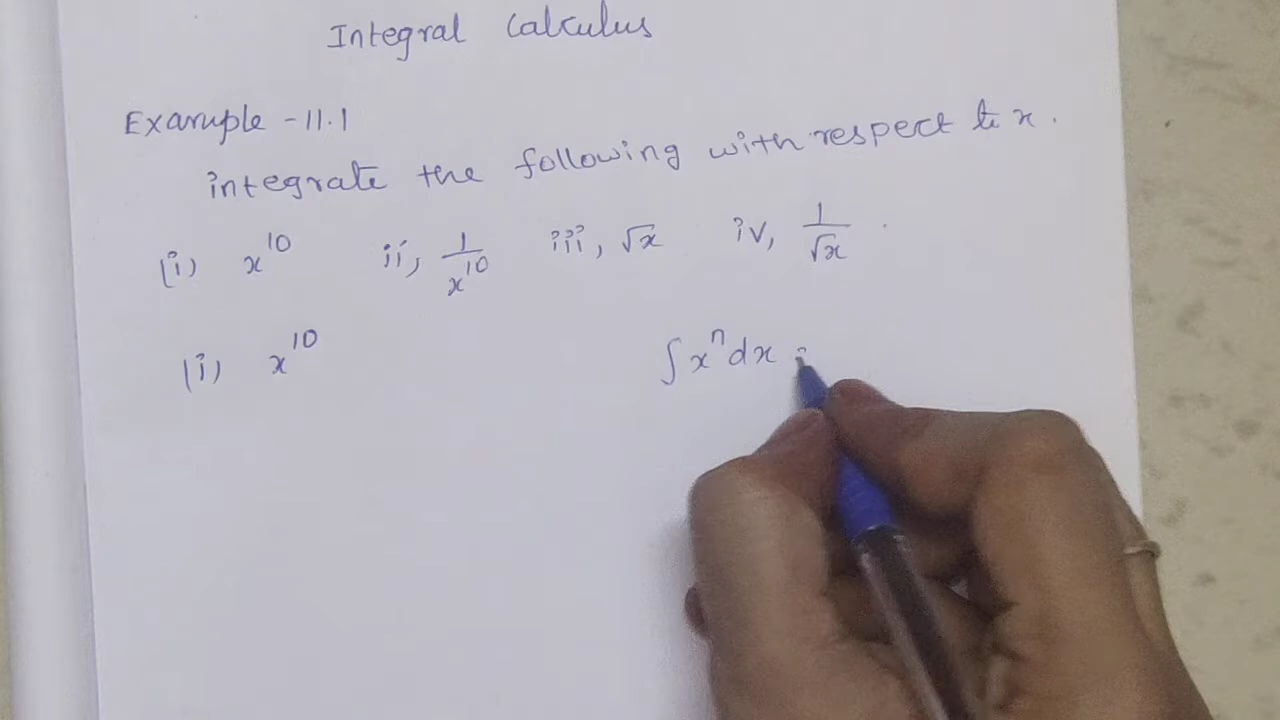 Integral Calculus
Example - 11.1
integrate the following with respect to x.
(i) x^10 ii, 1/x^10 iii, √x iv, 1/√x .
(i) x^10 ∫x^n dx